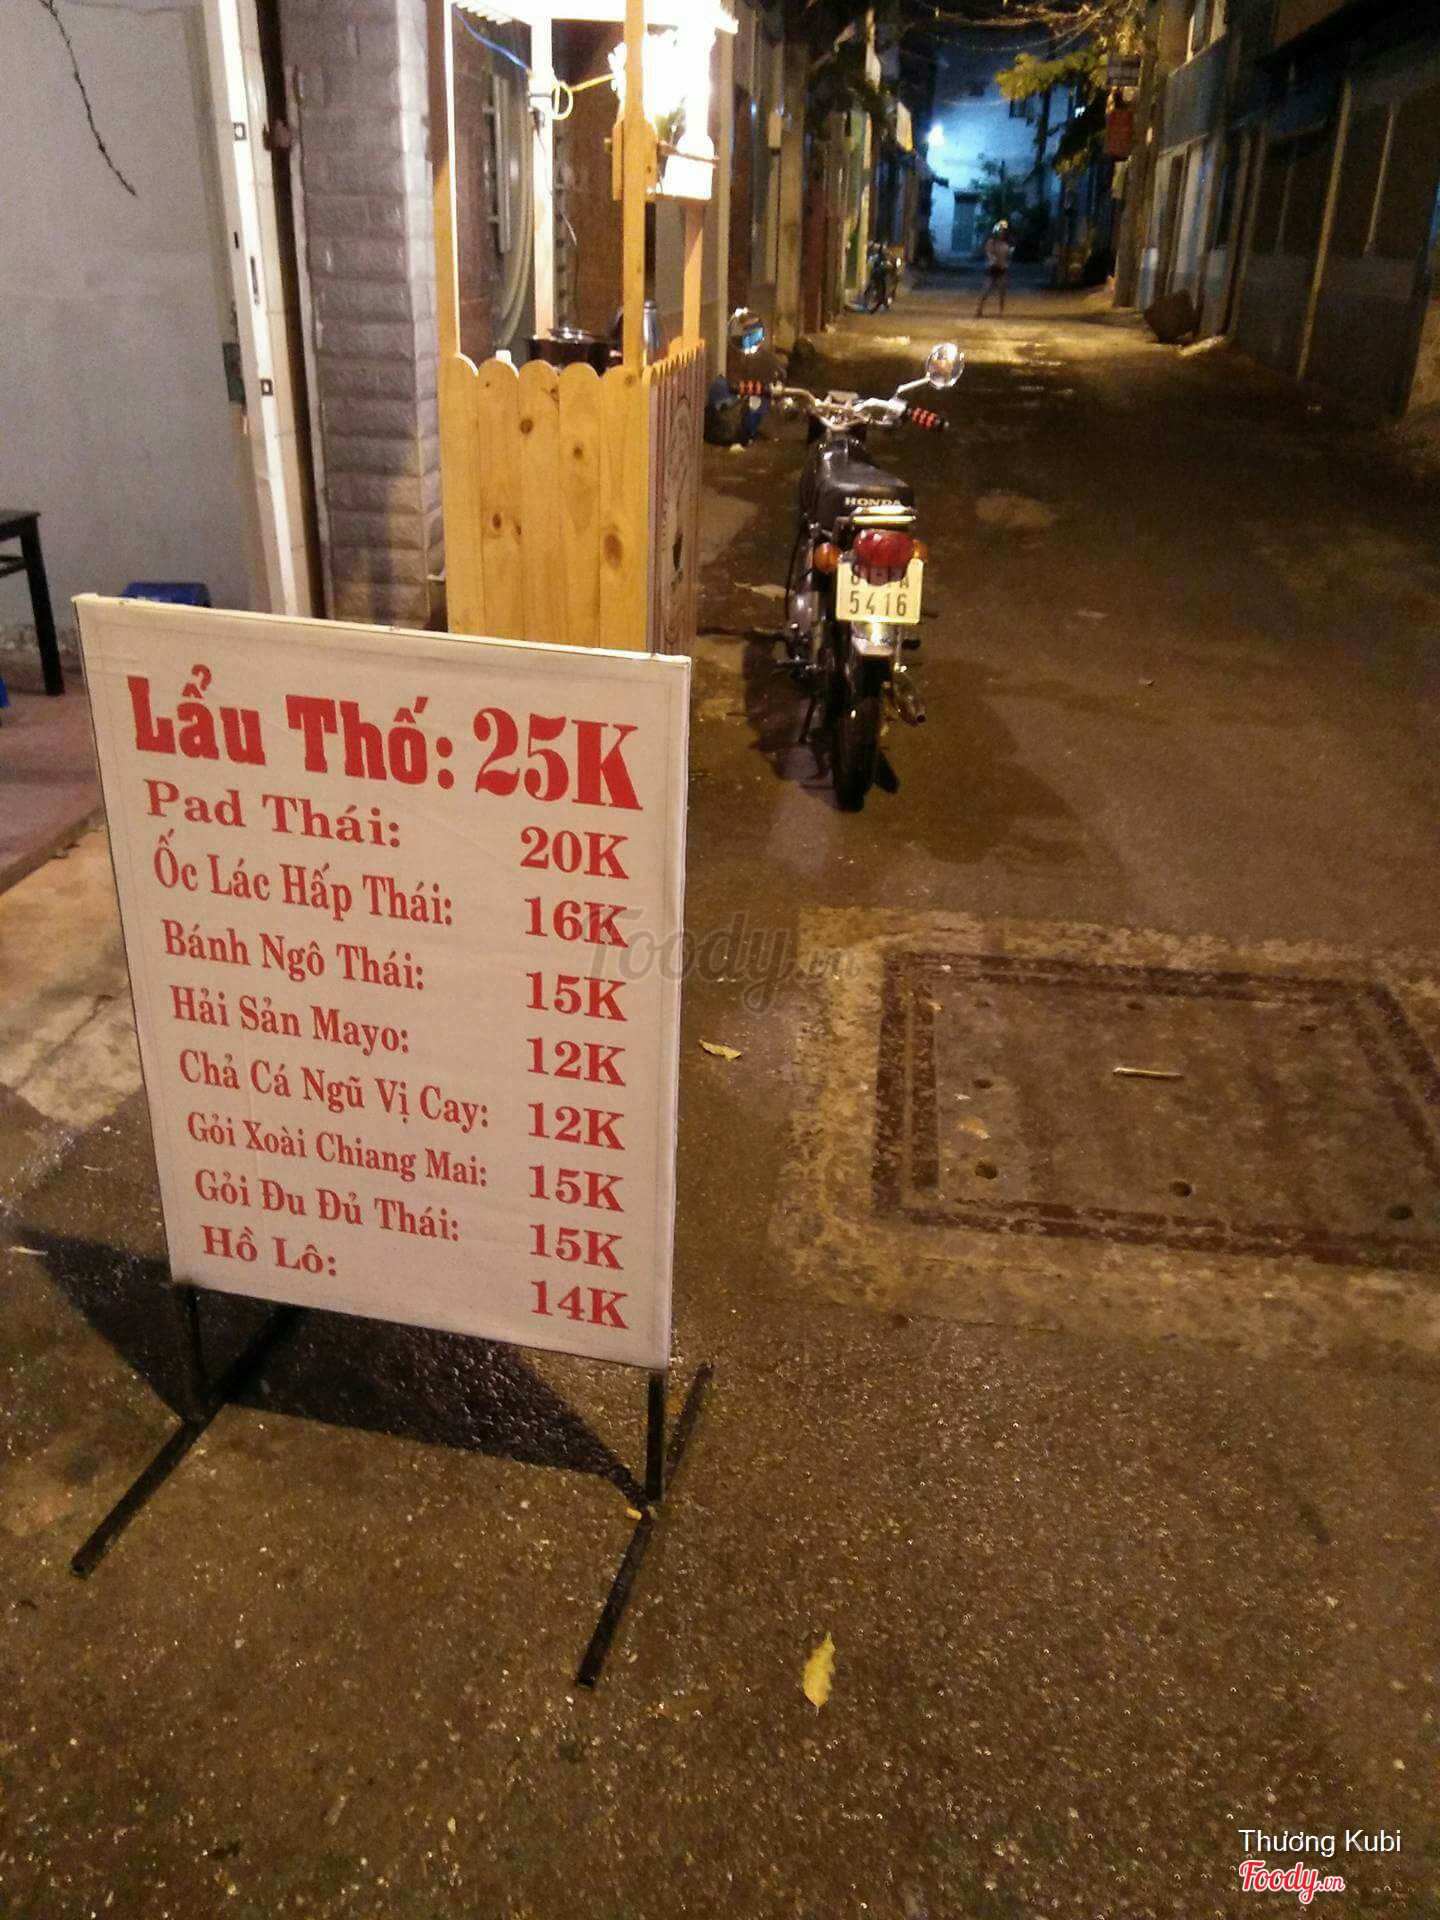 Lẩu Thố: 25K
Pad Thái: 20K
Ốc Lác Hấp Thái: 16K
Bánh Ngô Thái: 15K
Hải Sản Mayo: 12K
Chả Cá Ngũ Vị Cay: 12K
Gỏi Xoài Chiang Mai: 15K
Gỏi Đu Đủ Thái: 15K
Hồ Lô: 14K
HONDA
5416
Foody.vn
Thương Kubi
Foody.vn